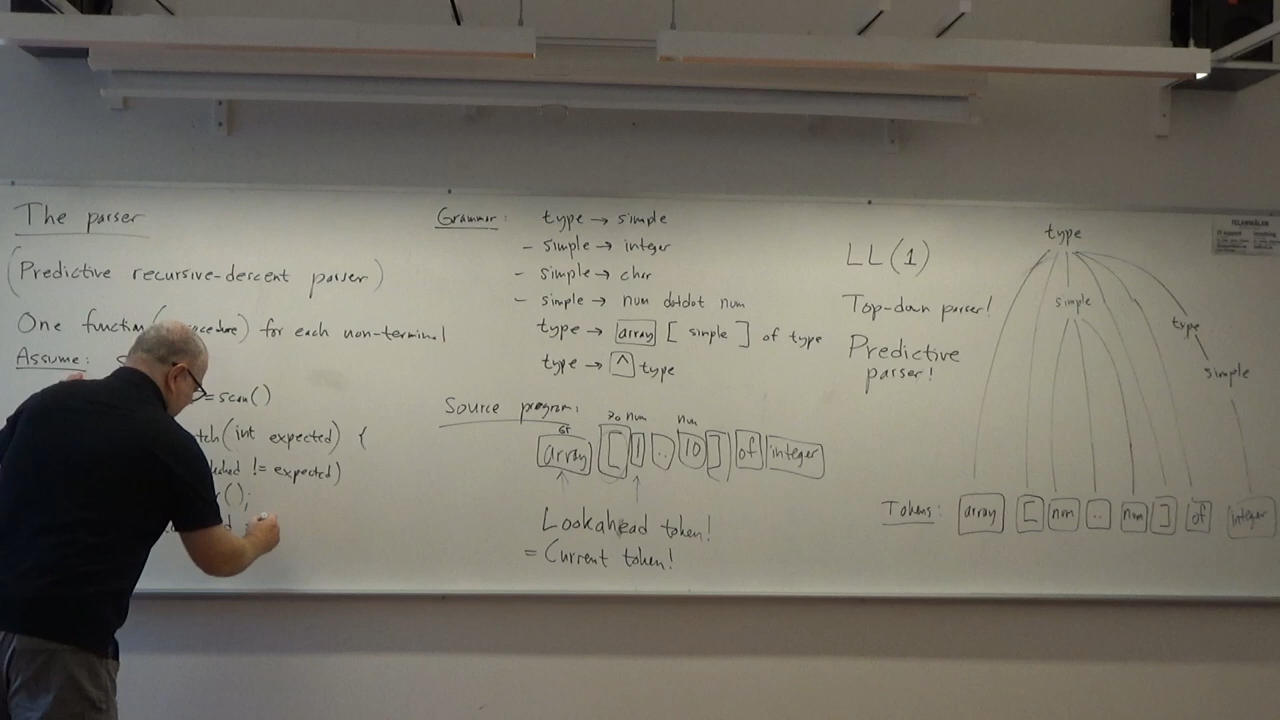 The parser
(Predictive recursive-descent parser)
One function for each non-terminal
Assume:
= scan()
tch(int expected) {
!= expected)
();
Grammar:
type → simple
- simple → integer
- simple → char
- simple → num dotdot num
type → array [ simple ] of type
type → ^ type
Source program:
num num
array [ 1 .. 10 ] of integer
Lookahead token!
= Current token!
LL(1)
Top-down parser!
Predictive
parser!
type
simple
type
simple
Tokens: array [ num .. num ] of integer